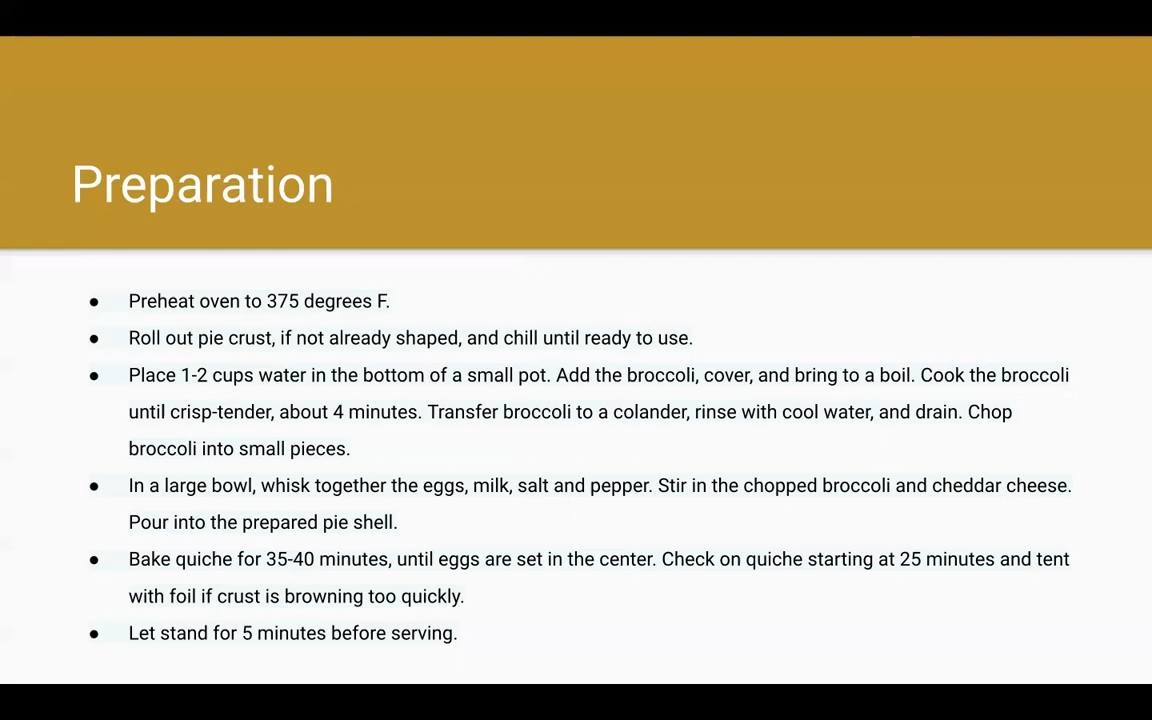 Preparation
● Preheat oven to 375 degrees F.
● Roll out pie crust, if not already shaped, and chill until ready to use.
● Place 1-2 cups water in the bottom of a small pot. Add the broccoli, cover, and bring to a boil. Cook the broccoli
until crisp-tender, about 4 minutes. Transfer broccoli to a colander, rinse with cool water, and drain. Chop
broccoli into small pieces.
● In a large bowl, whisk together the eggs, milk, salt and pepper. Stir in the chopped broccoli and cheddar cheese.
Pour into the prepared pie shell.
● Bake quiche for 35-40 minutes, until eggs are set in the center. Check on quiche starting at 25 minutes and tent
with foil if crust is browning too quickly.
● Let stand for 5 minutes before serving.